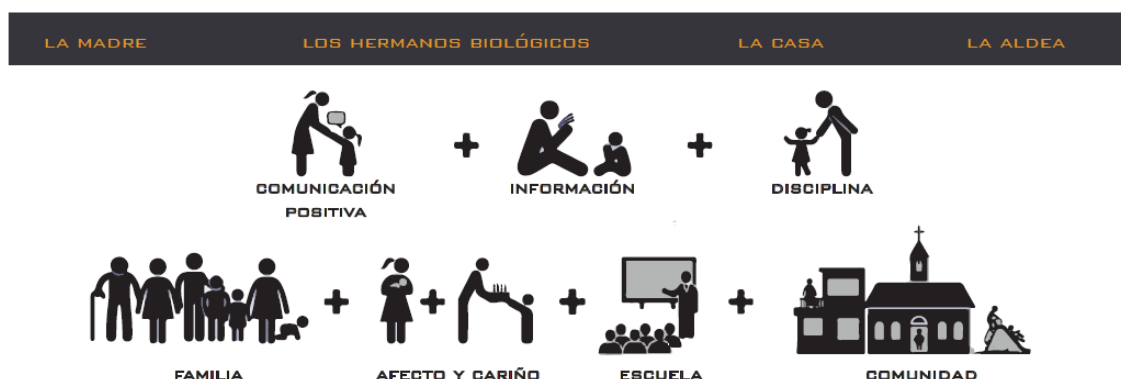 LA MADRE LOS HERMANOS BIOLÓGICOS LA CASA LA ALDEA
COMUNICACIÓN POSITIVA
INFORMACIÓN
DISCIPLINA
FAMILIA
AFECTO Y CARIÑO
ESCUELA
COMUNIDAD